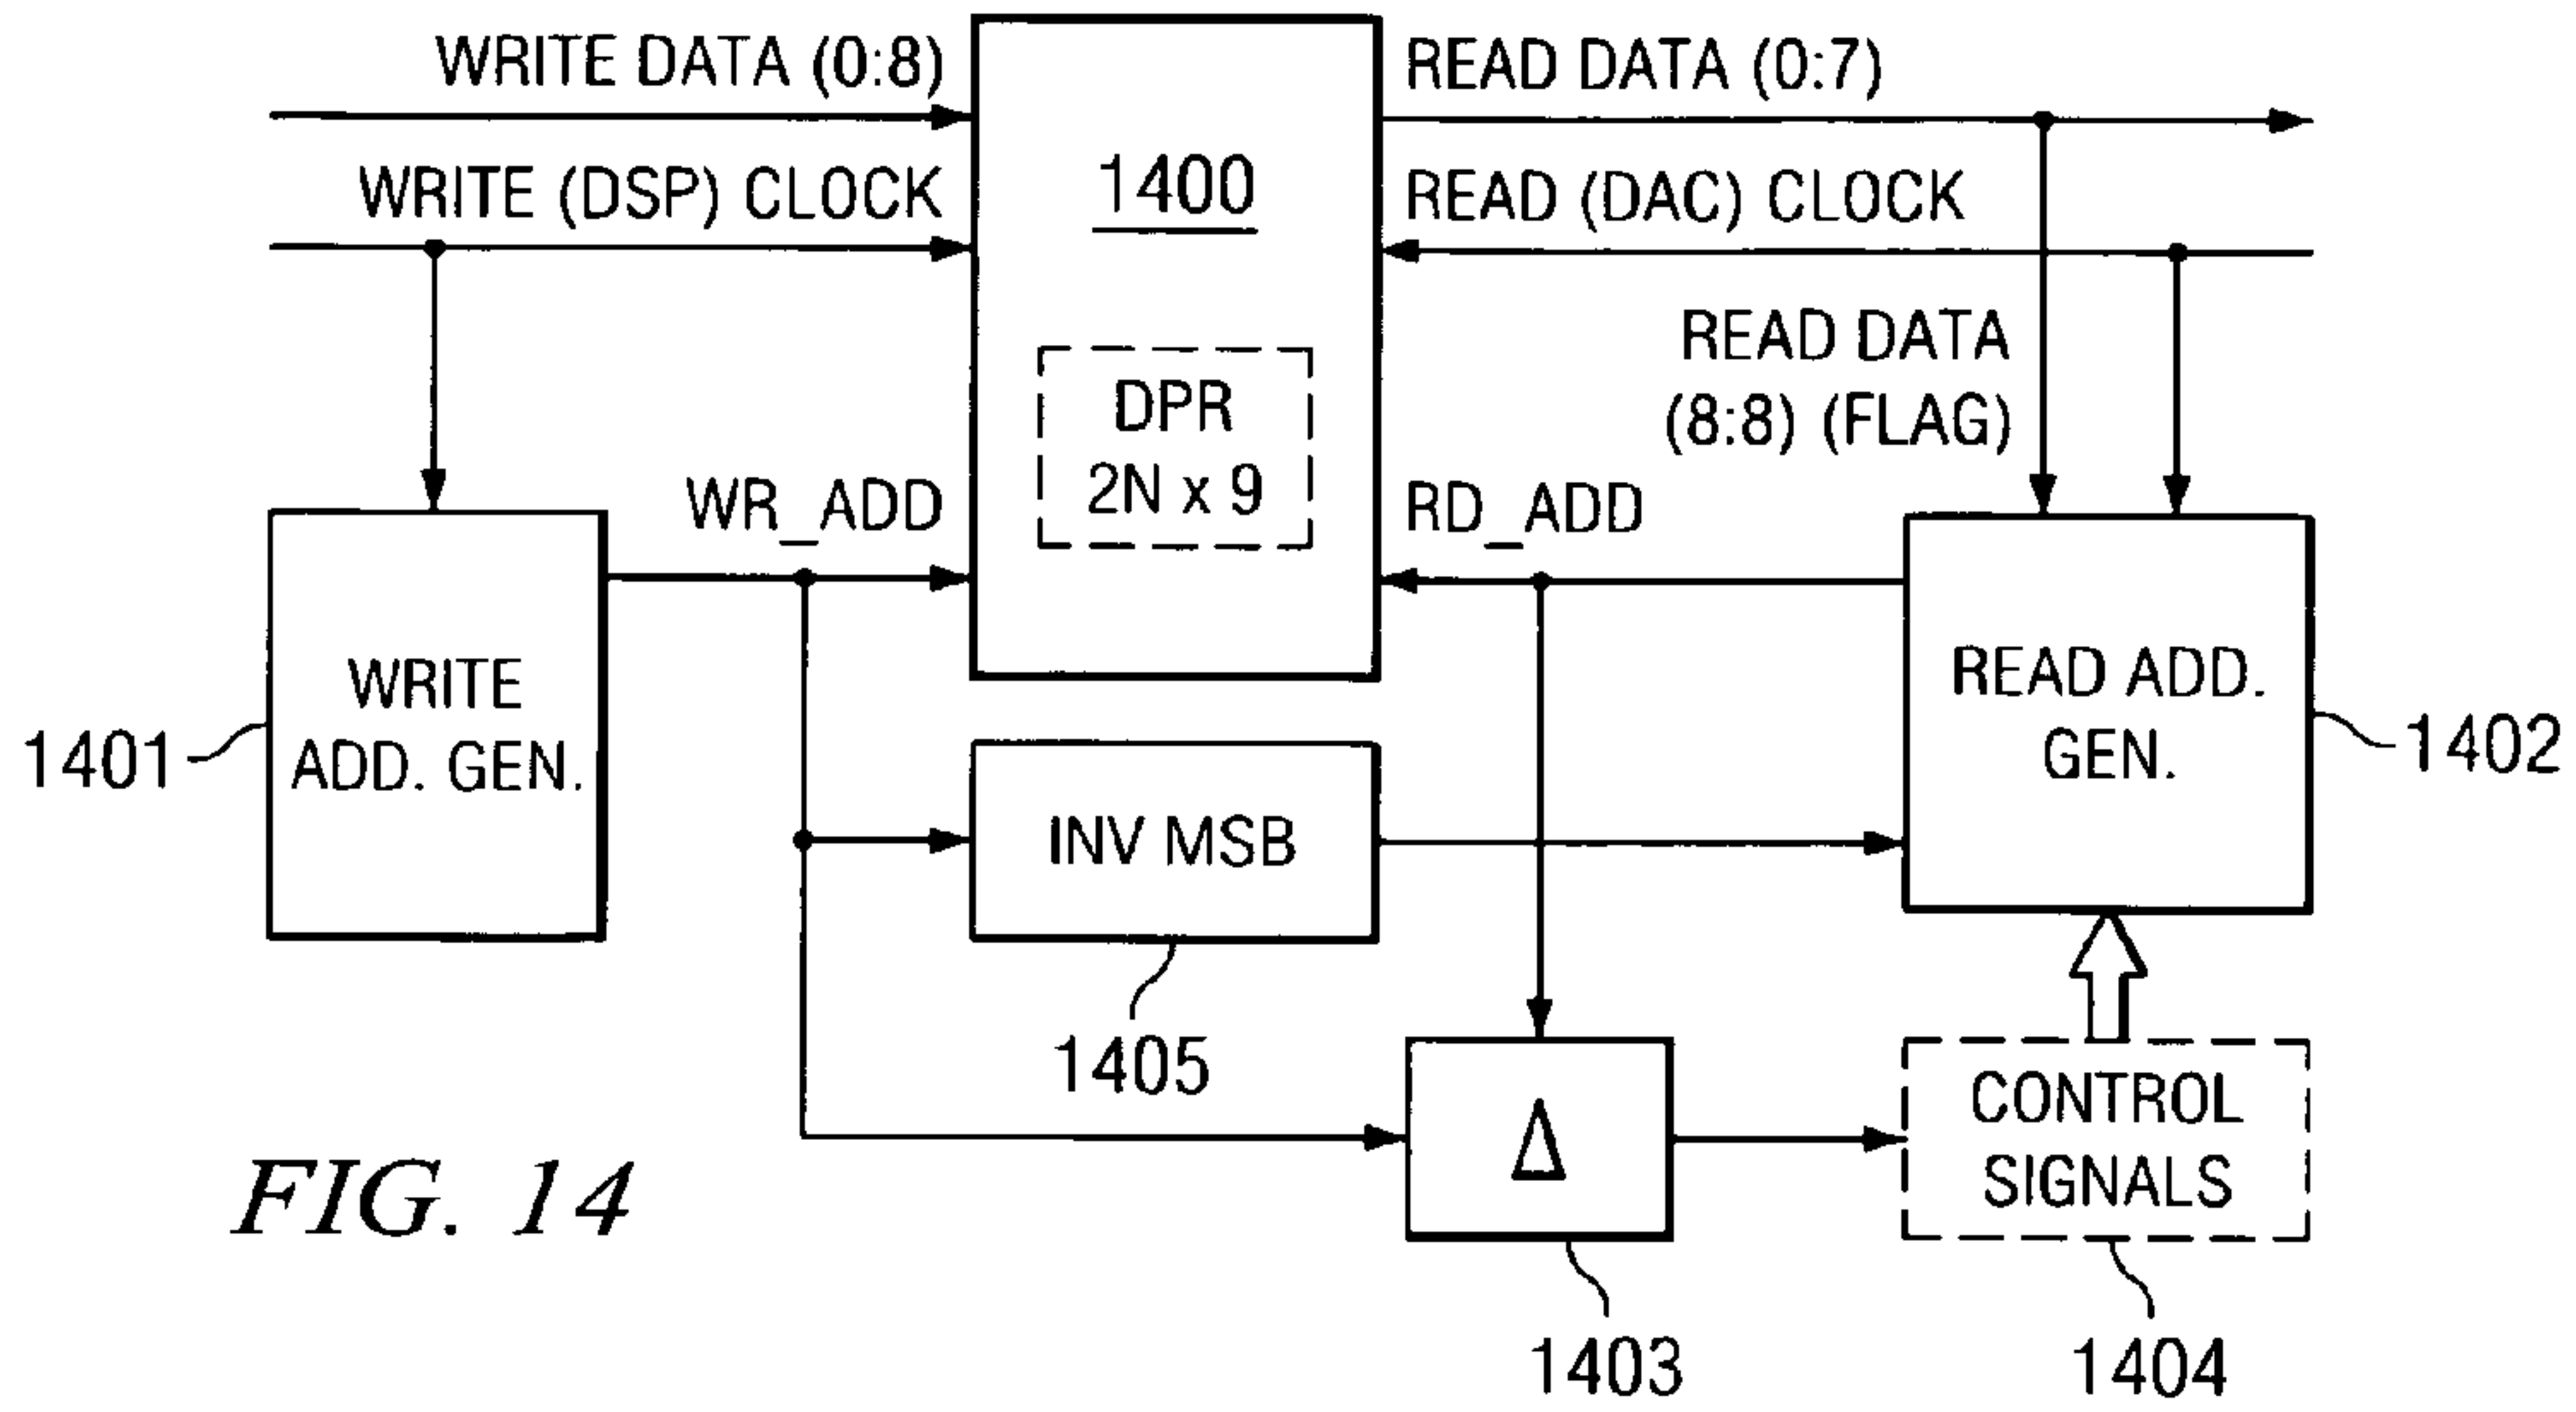 WRITE DATA (0:8)
READ DATA (0:7)
WRITE (DSP) CLOCK
1400
READ (DAC) CLOCK
READ DATA
(8:8) (FLAG)
DPR
2N x 9
WR_ADD
RD_ADD
WRITE
ADD. GEN.
1401
READ ADD.
GEN.
1402
INV MSB
1405
Δ
1403
CONTROL
SIGNALS
1404
FIG. 14